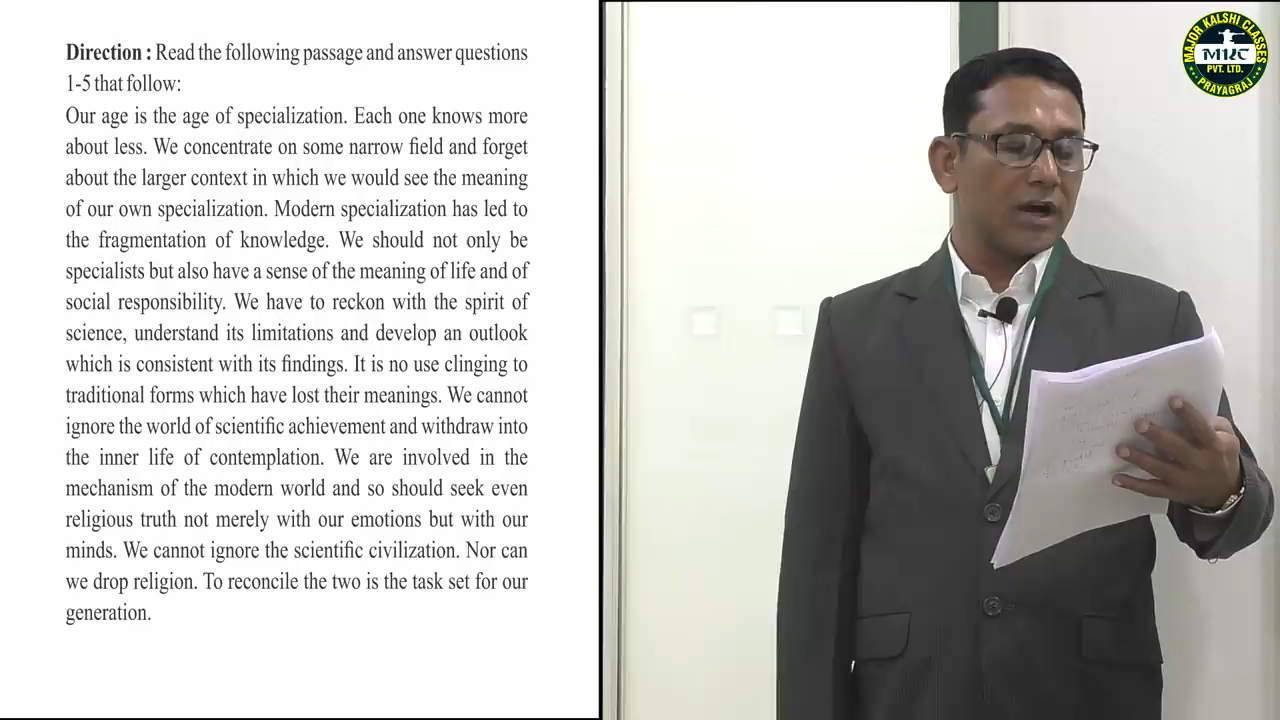 Direction : Read the following passage and answer questions
1-5 that follow:
Our age is the age of specialization. Each one knows more
about less. We concentrate on some narrow field and forget
about the larger context in which we would see the meaning
of our own specialization. Modern specialization has led to
the fragmentation of knowledge. We should not only be
specialists but also have a sense of the meaning of life and of
social responsibility. We have to reckon with the spirit of
science, understand its limitations and develop an outlook
which is consistent with its findings. It is no use clinging to
traditional forms which have lost their meanings. We cannot
ignore the world of scientific achievement and withdraw into
the inner life of contemplation. We are involved in the
mechanism of the modern world and so should seek even
religious truth not merely with our emotions but with our
minds. We cannot ignore the scientific civilization. Nor can
we drop religion. To reconcile the two is the task set for our
generation.
MAJOR KALSHI CLASSES
MKC
PVT. LTD.
PRAYAGRAJ